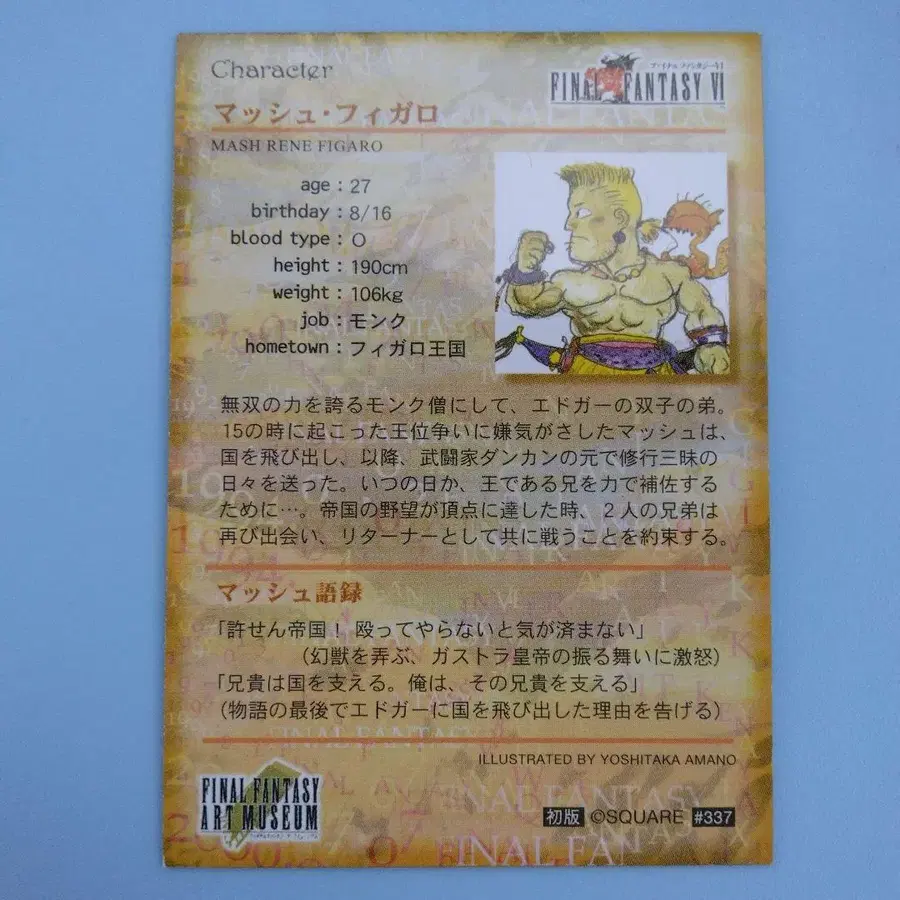 Character
ファイナルファンタジーVI
FINAL FANTASY VI
マッシュ・フィガロ
MASH RENE FIGARO
age : 27
birthday : 8/16
blood type : O
height : 190cm
weight : 106kg
job : モンク
hometown : フィガロ王国
無双の力を誇るモンク僧にして、エドガーの双子の弟。
15の時に起こった王位争いに嫌気がさしたマッシュは、
国を飛び出し、以降、武闘家ダンカンの元で修行三昧の
日々を送った。いつの日か、王である兄を力で補佐する
ために…。帝国の野望が頂点に達した時、2人の兄弟は
再び出会い、リターナーとして共に戦うことを約束する。
マッシュ語録
「許せん帝国! 殴ってやらないと気が済まない」
(幻獣を弄ぶ、ガストラ皇帝の振る舞いに激怒)
「兄貴は国を支える。俺は、その兄貴を支える」
(物語の最後でエドガーに国を飛び出した理由を告げる)
ILLUSTRATED BY YOSHITAKA AMANO
FINAL FANTASY
ART MUSEUM
初版 ©SQUARE #337